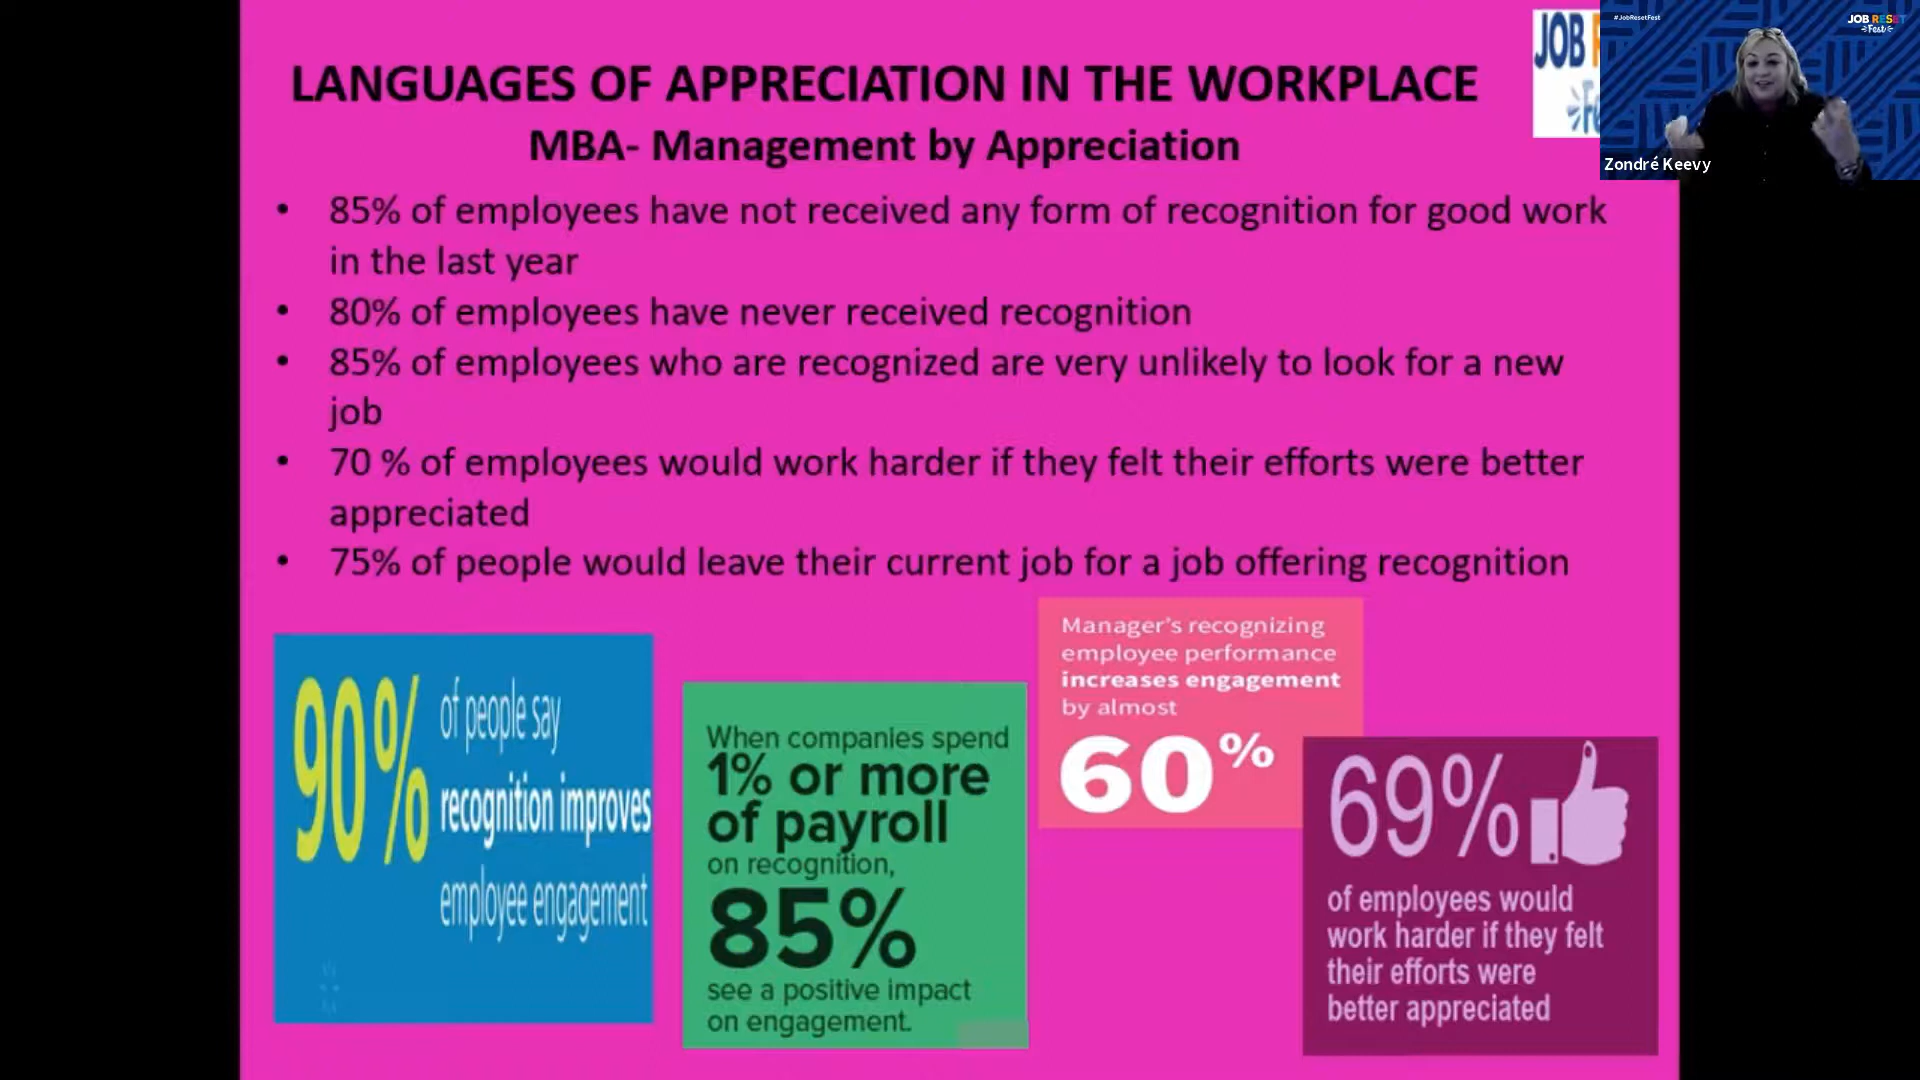 LANGUAGES OF APPRECIATION IN THE WORKPLACE
MBA- Management by Appreciation
• 85% of employees have not received any form of recognition for good work
in the last year
• 80% of employees have never received recognition
• 85% of employees who are recognized are very unlikely to look for a new
job
• 70 % of employees would work harder if they felt their efforts were better
appreciated
• 75% of people would leave their current job for a job offering recognition
90% of people say
recognition improves
employee engagement
When companies spend
1% or more
of payroll
on recognition,
85%
see a positive impact
on engagement.
Manager's recognizing
employee performance
increases engagement
by almost
60%
69%
of employees would
work harder if they felt
their efforts were
better appreciated
JOB
#JobResetFest
JOB RESET
Fest
Zondré Keevy